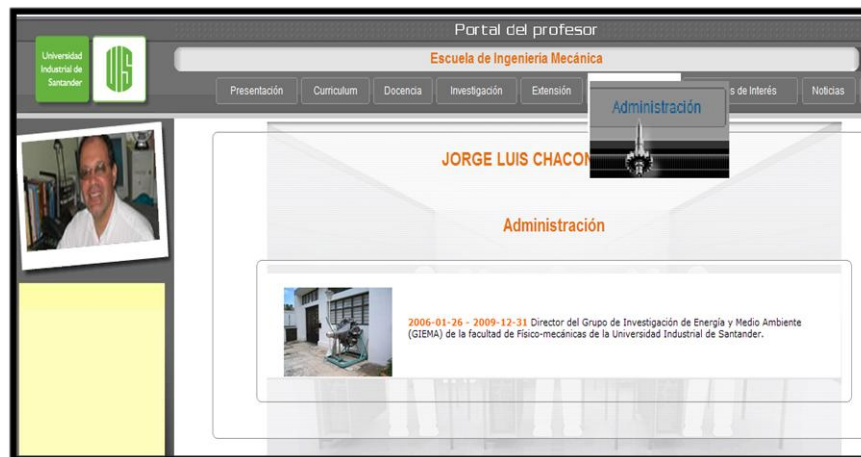 Portal del profesor
Universidad
Industrial de
Santander
UIS
Escuela de Ingeniería Mecánica
Presentación Curriculum Docencia Investigación Extensión Administración de Interés Noticias
JORGE LUIS CHACON
Administración
2006-01-26 - 2009-12-31 Director del Grupo de Investigación de Energía y Medio Ambiente
(GIEMA) de la facultad de Físico-mecánicas de la Universidad Industrial de Santander.